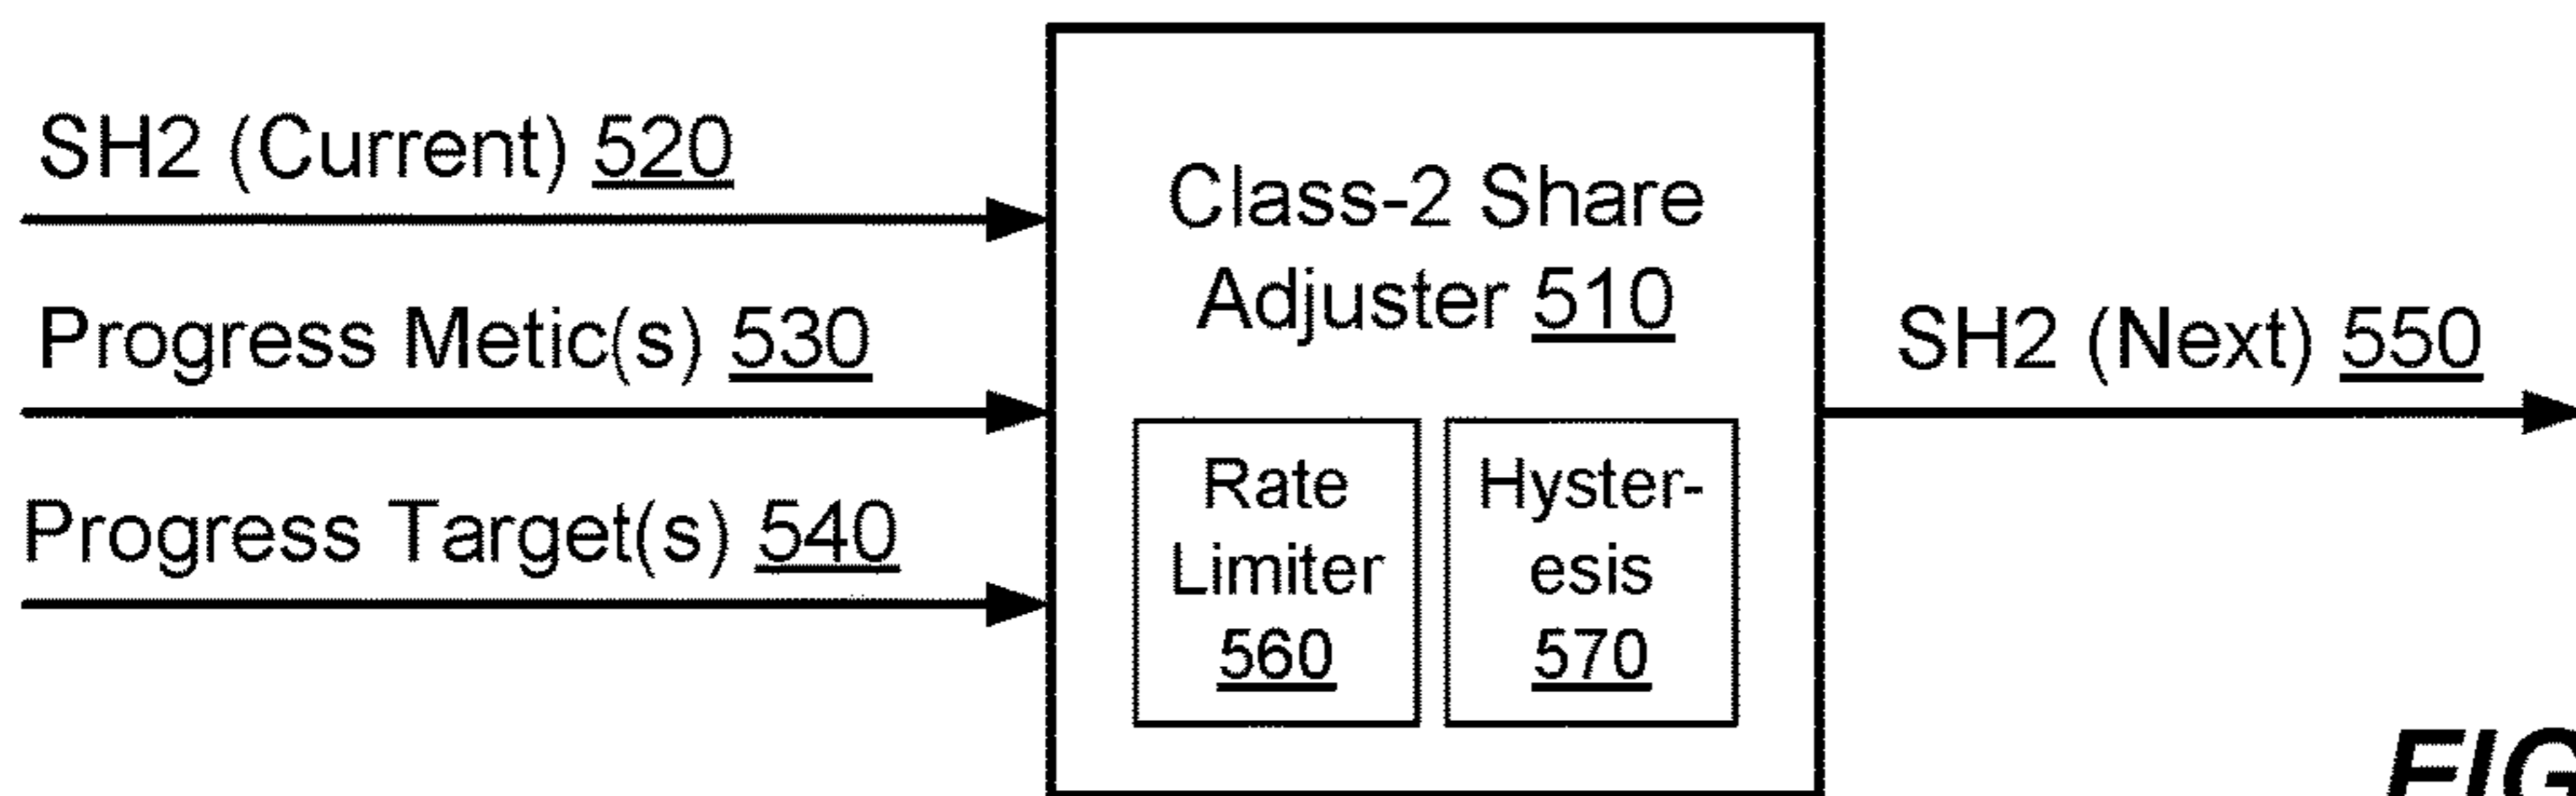 SH2 (Current) 520
Progress Metic(s) 530
Progress Target(s) 540
Class-2 Share
Adjuster 510
Rate
Limiter
560
Hyster-
esis
570
SH2 (Next) 550
FIG